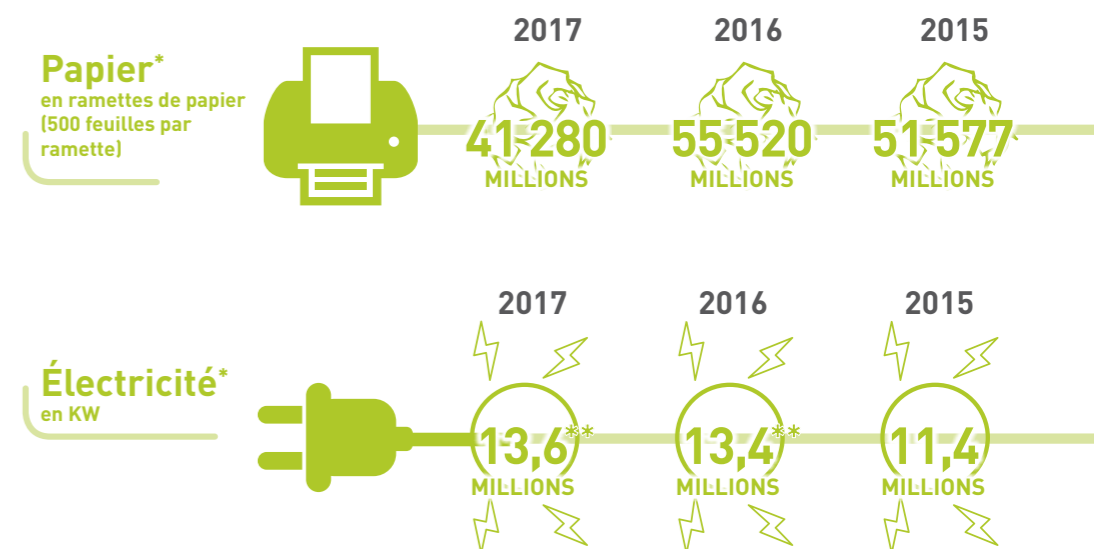 Papier*
en ramettes de papier
(500 feuilles par
ramette)
2017 2016 2015
41 280 55 520 51 577
MILLIONS MILLIONS MILLIONS
Électricité*
en KW
2017 2016 2015
13,6** 13,4** 11,4
MILLIONS MILLIONS MILLIONS